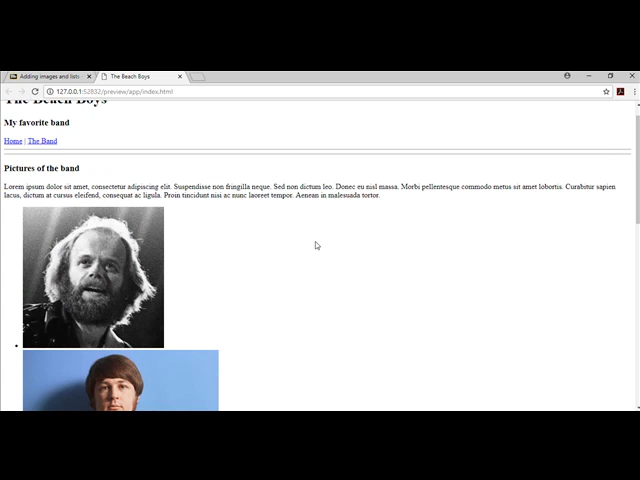 Adding images and lists
The Beach Boys
127.0.0.1:52832/preview/app/index.html
The Beach Boys
My favorite band
Home | The Band
Pictures of the band
Lorem ipsum dolor sit amet, consectetur adipiscing elit. Suspendisse non fringilla neque. Sed non dictum leo. Donec eu nisl massa. Morbi pellentesque commodo metus sit amet lobortis. Curabitur sapien
lacus, dictum at cursus eleifend, consequat ac ligula. Proin tincidunt nisi ac nunc laoreet tempor. Aenean in malesuada tortor.